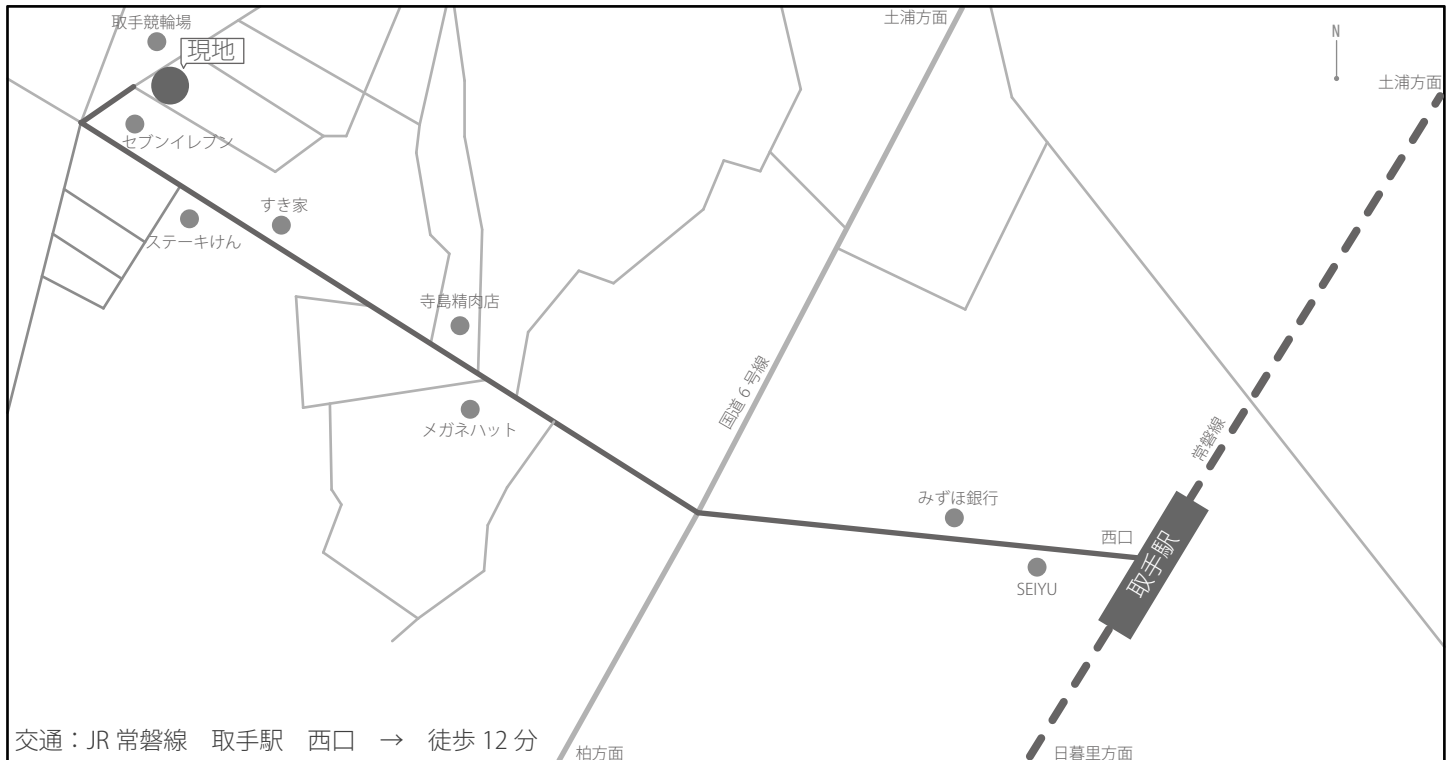 取手競輪場
土浦方面
N
現地
土浦方面
セブンイレブン
すき家
ステーキけん
寺島精肉店
国道6号線
メガネハット
常磐線
みずほ銀行
西口
取手駅
SEIYU
交通：JR 常磐線　取手駅　西口　→　徒歩 12 分
柏方面
日暮里方面